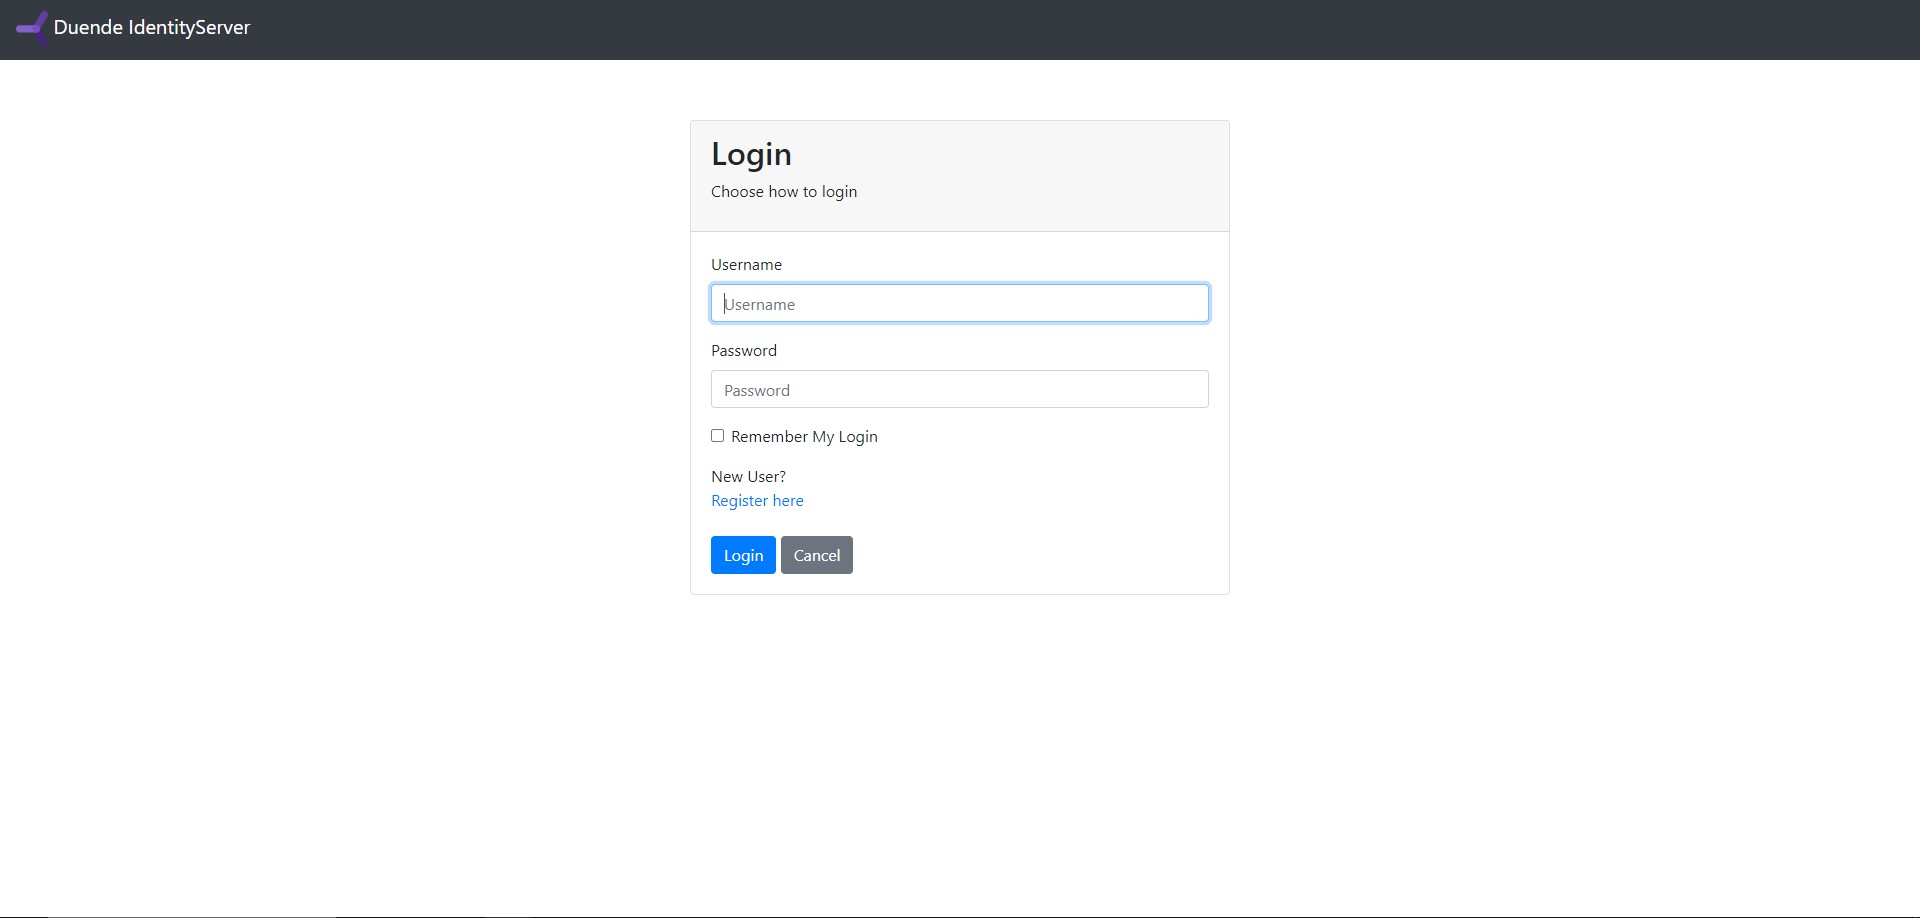 Duende IdentityServer
Login
Choose how to login
Username
Username
Password
Password
Remember My Login
New User?
Register here
Login Cancel